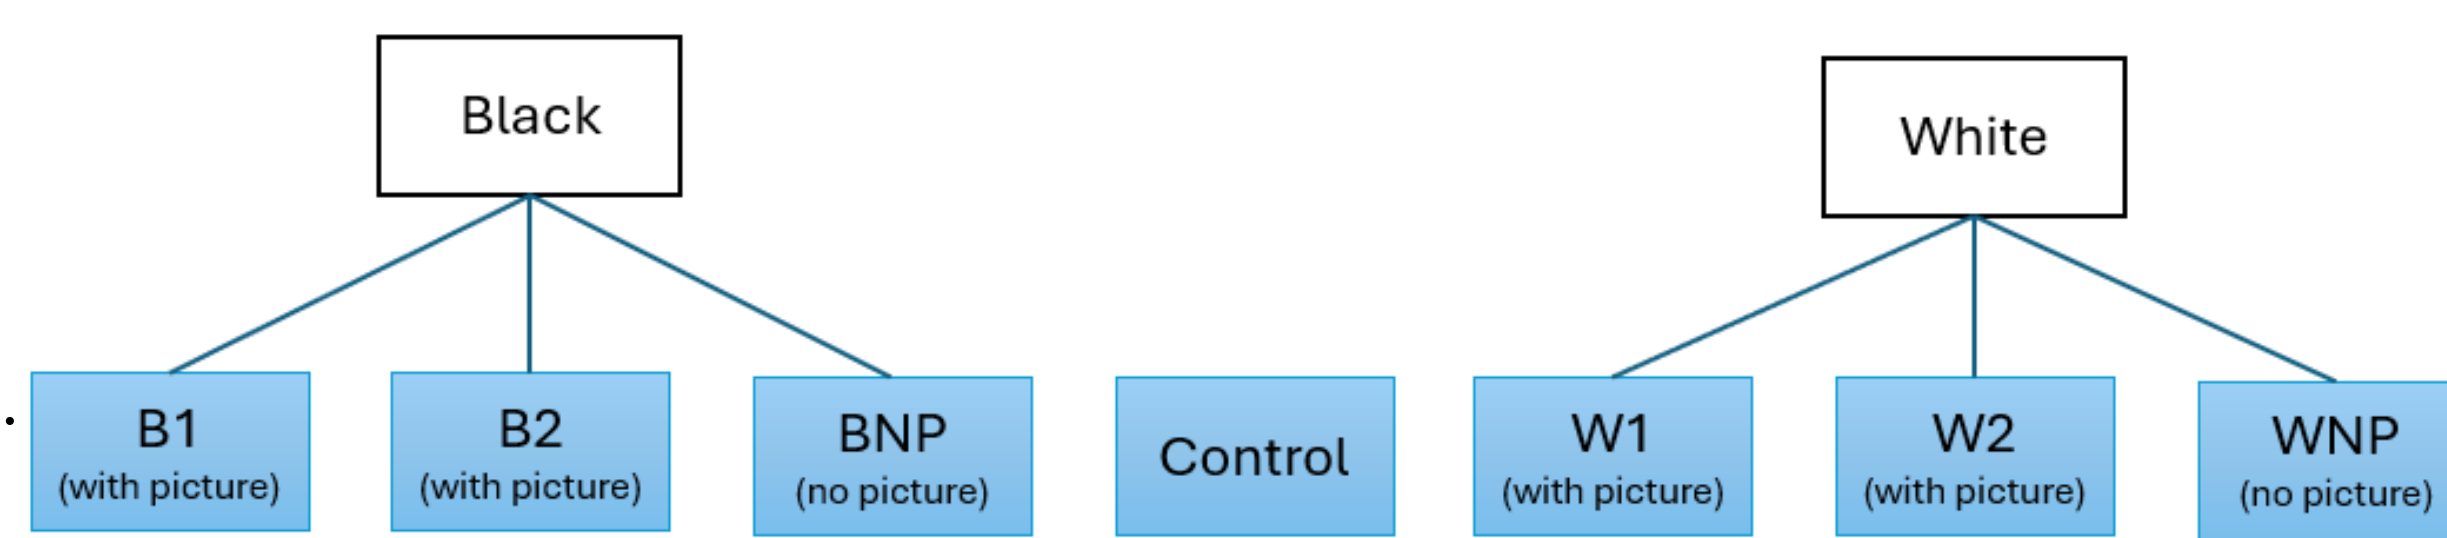 Black
White
B1
(with picture)
B2
(with picture)
BNP
(no picture)
Control
W1
(with picture)
W2
(with picture)
WNP
(no picture)